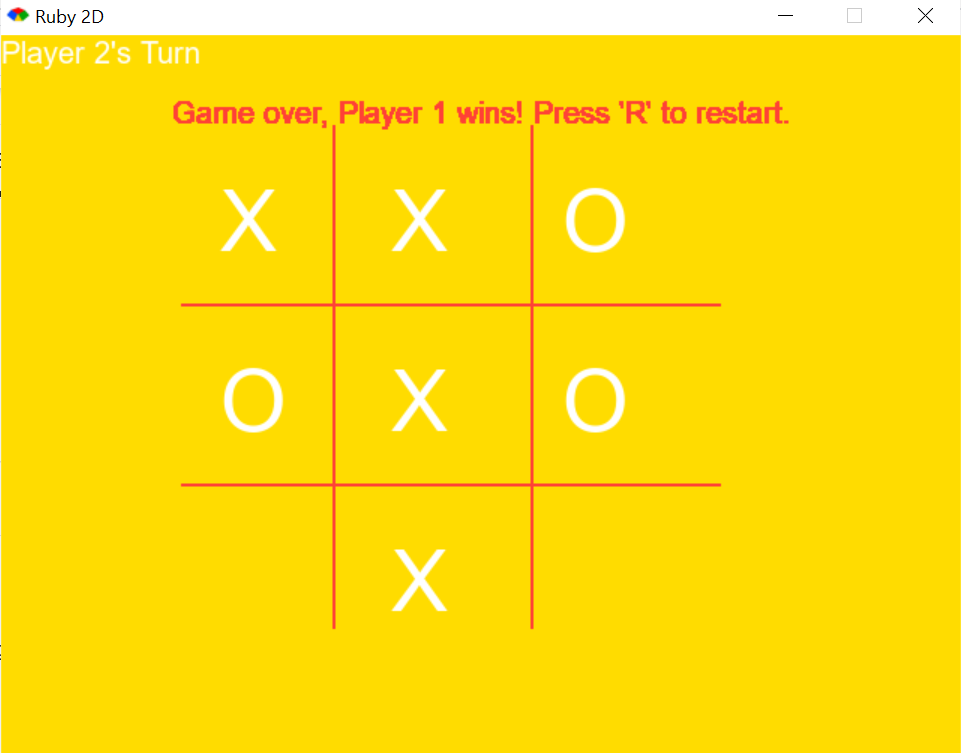 Ruby 2D
Player 2's Turn
Game over, Player 1 wins! Press 'R' to restart.
X X O
O X O
X